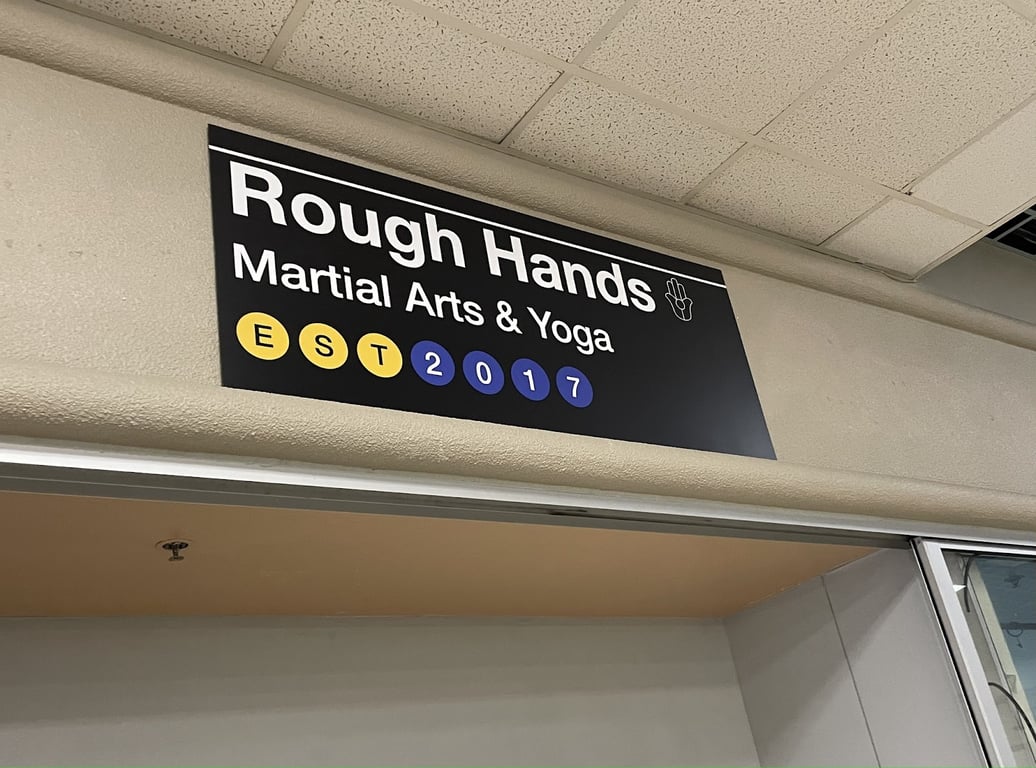 Rough Hands
Martial Arts & Yoga
EST2017